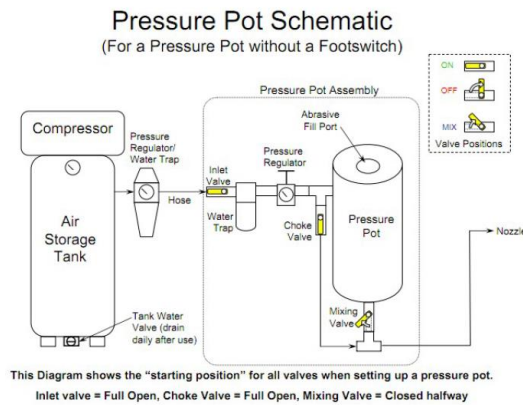 Pressure Pot Schematic
(For a Pressure Pot without a Footswitch)
ON
OFF
MIX
Valve Positions
Pressure Pot Assembly
Compressor
Pressure
Regulator/
Water Trap
Abrasive
Fill Port
Inlet
Valve
Pressure
Regulator
Hose
Air
Storage
Tank
Water
Trap
Choke
Valve
Pressure
Pot
Nozzle
Mixing
Valve
Tank Water
Valve (drain
daily after use)
This Diagram shows the “starting position” for all valves when setting up a pressure pot.
Inlet valve = Full Open, Choke Valve = Full Open, Mixing Valve = Closed halfway